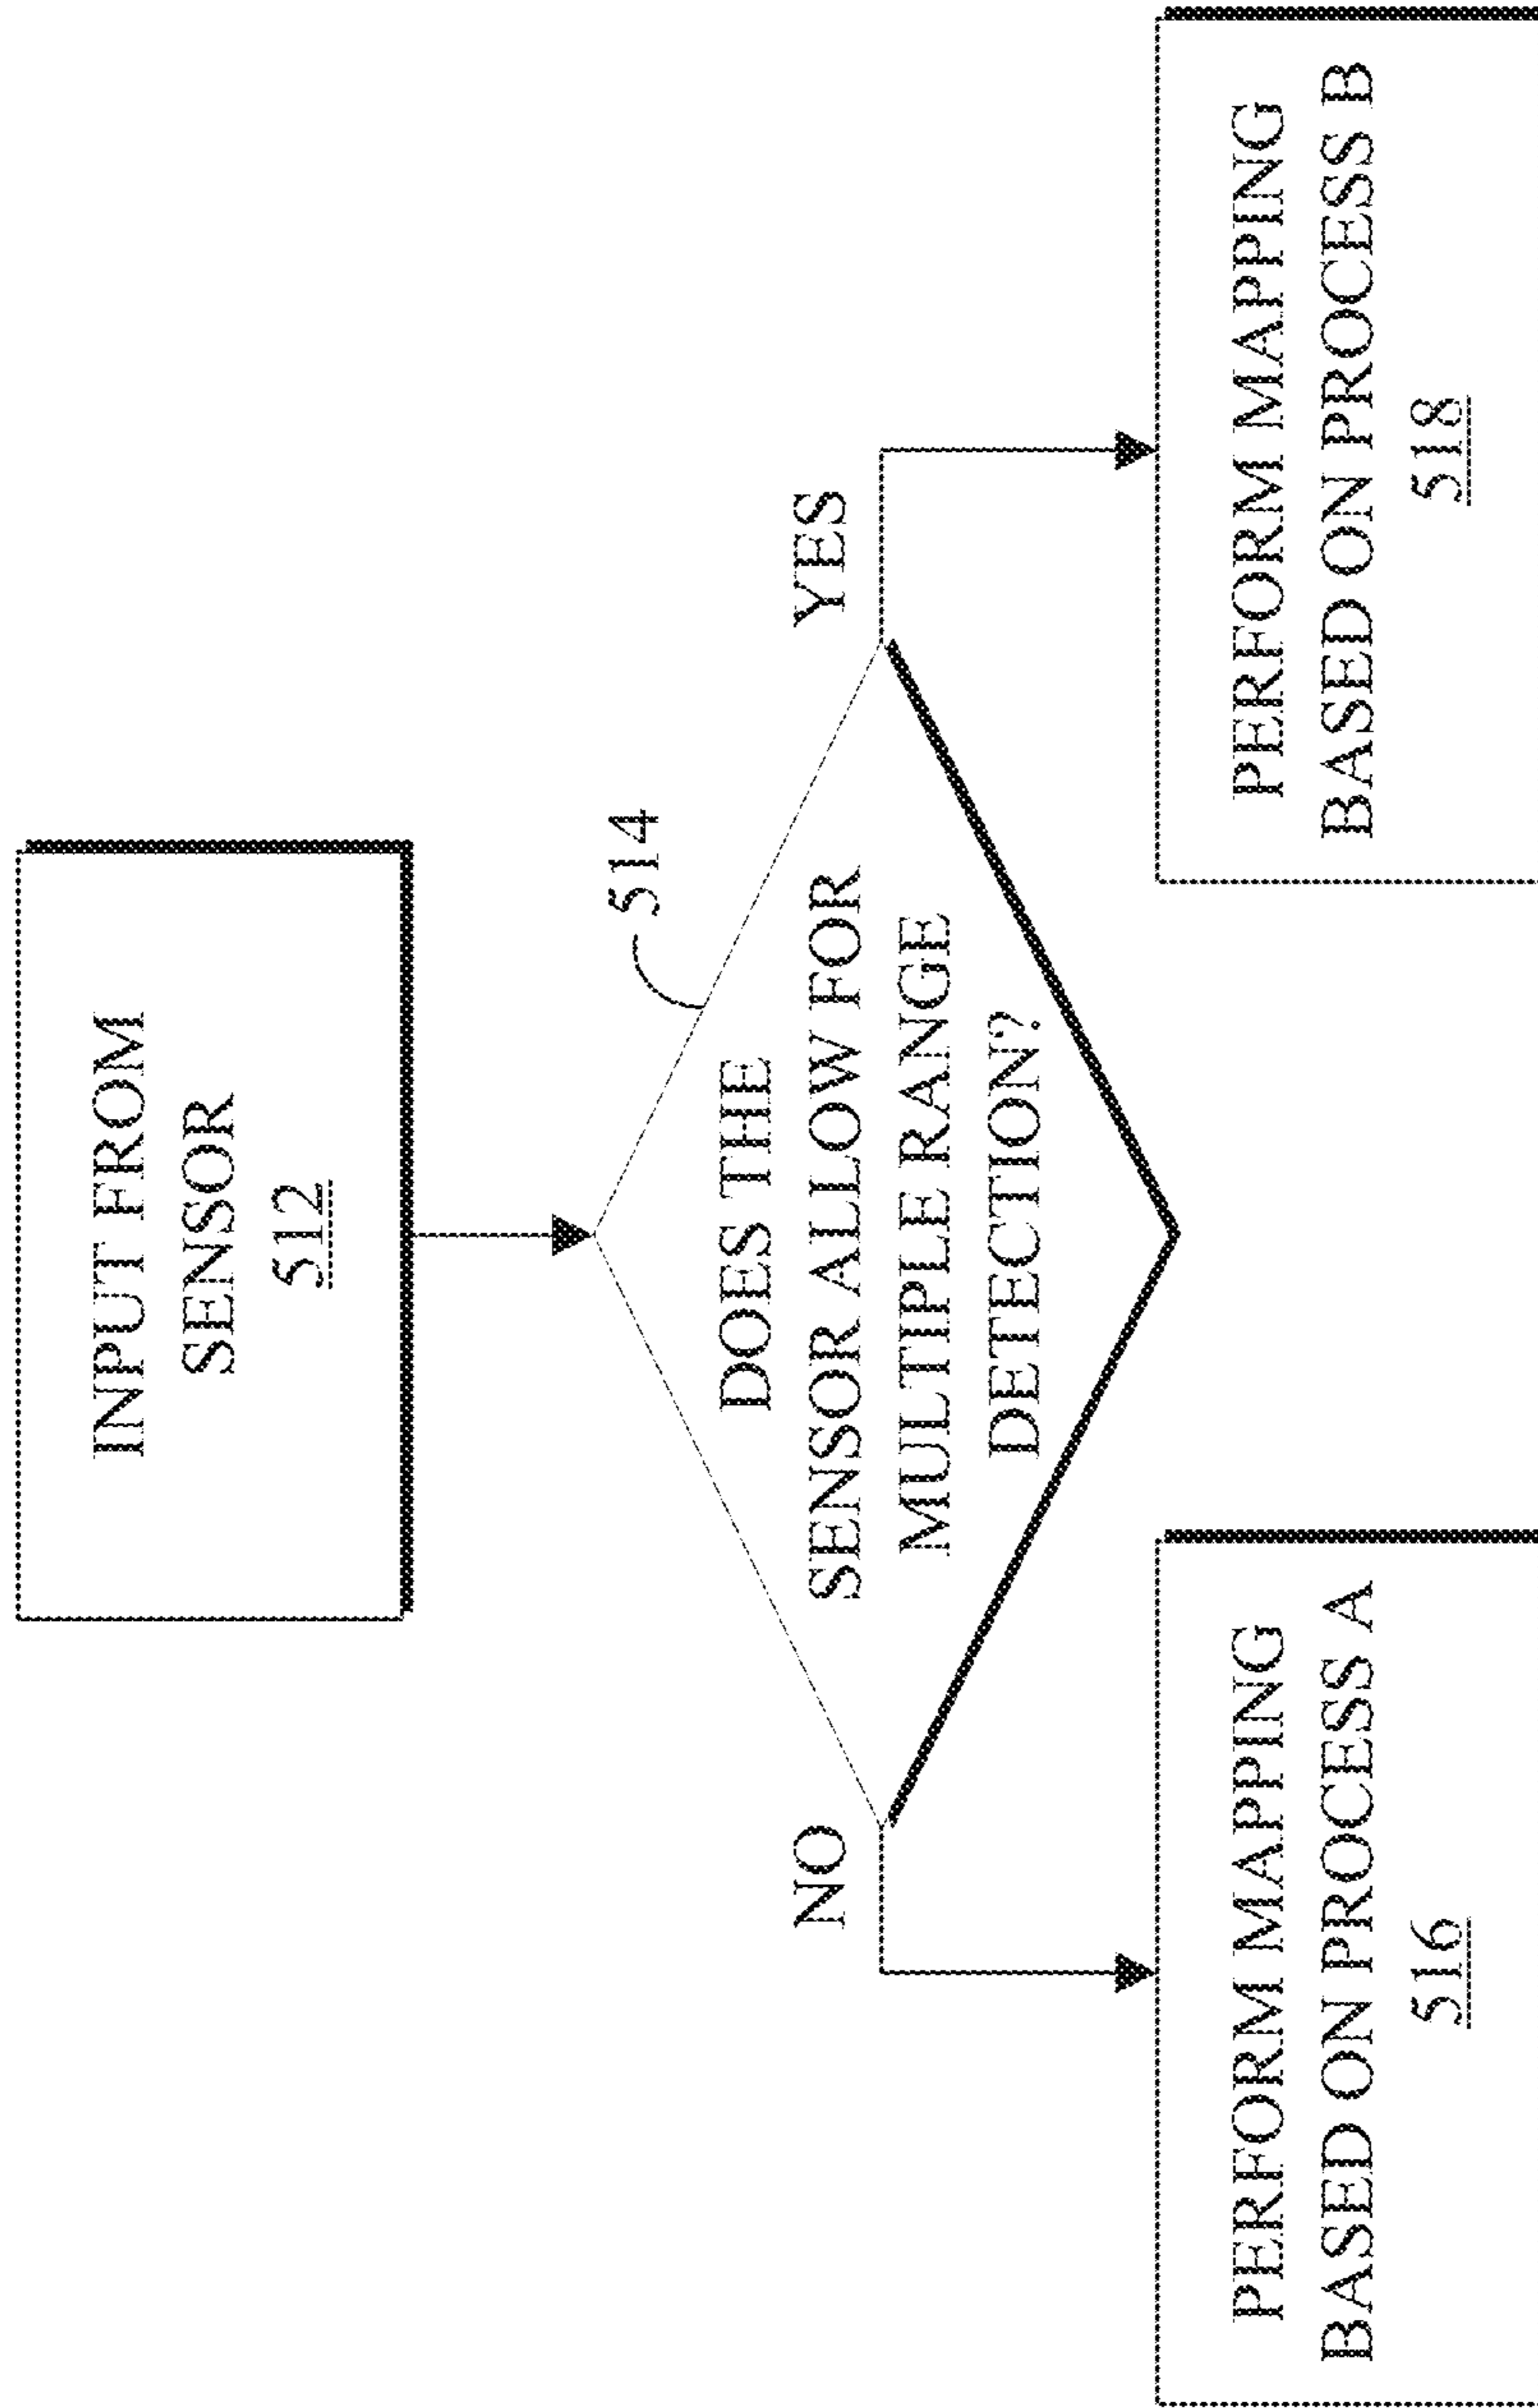 INPUT FROM
SENSOR
512
514
DOES THE
SENSOR ALLOW FOR
MULTIPLE RANGE
DETECTION?
NO
YES
PERFORM MAPPING
BASED ON PROCESS A
516
PERFORM MAPPING
BASED ON PROCESS B
518